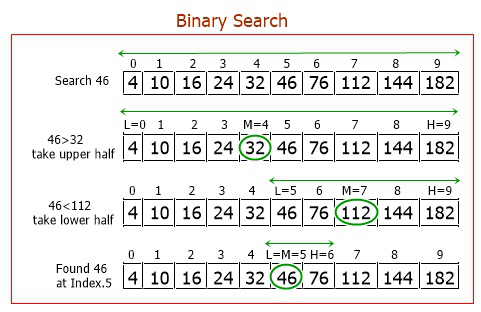 Binary Search
0 1 2 3 4 5 6 7 8 9
Search 46
4 10 16 24 32 46 76 112 144 182
L=0 1 2 3 M=4 5 6 7 8 H=9
46>32
take upper half
4 10 16 24 32 46 76 112 144 182
0 1 2 3 4 L=5 6 M=7 8 H=9
46<112
take lower half
4 10 16 24 32 46 76 112 144 182
0 1 2 3 4 L=M=5 H=6 7 8 9
Found 46
at Index.5
4 10 16 24 32 46 76 112 144 182